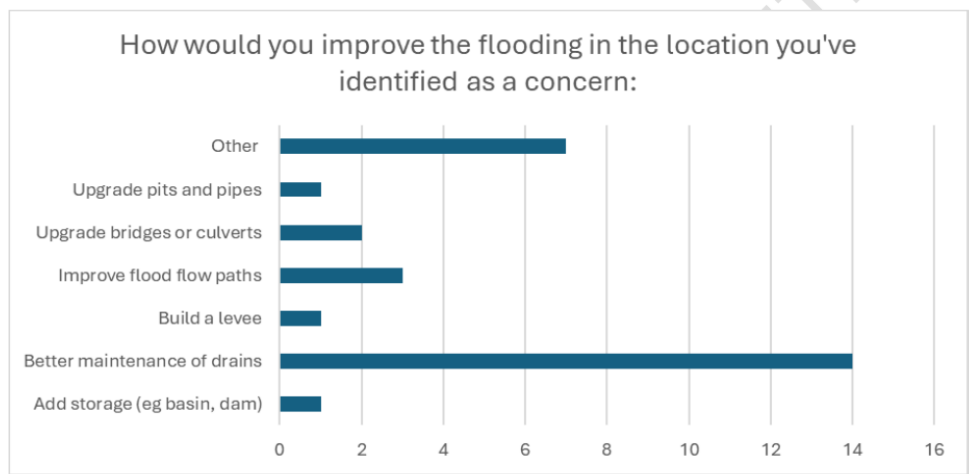 How would you improve the flooding in the location you've
identified as a concern:
Other
Upgrade pits and pipes
Upgrade bridges or culverts
Improve flood flow paths
Build a levee
Better maintenance of drains
Add storage (eg basin, dam)
0 2 4 6 8 10 12 14 16